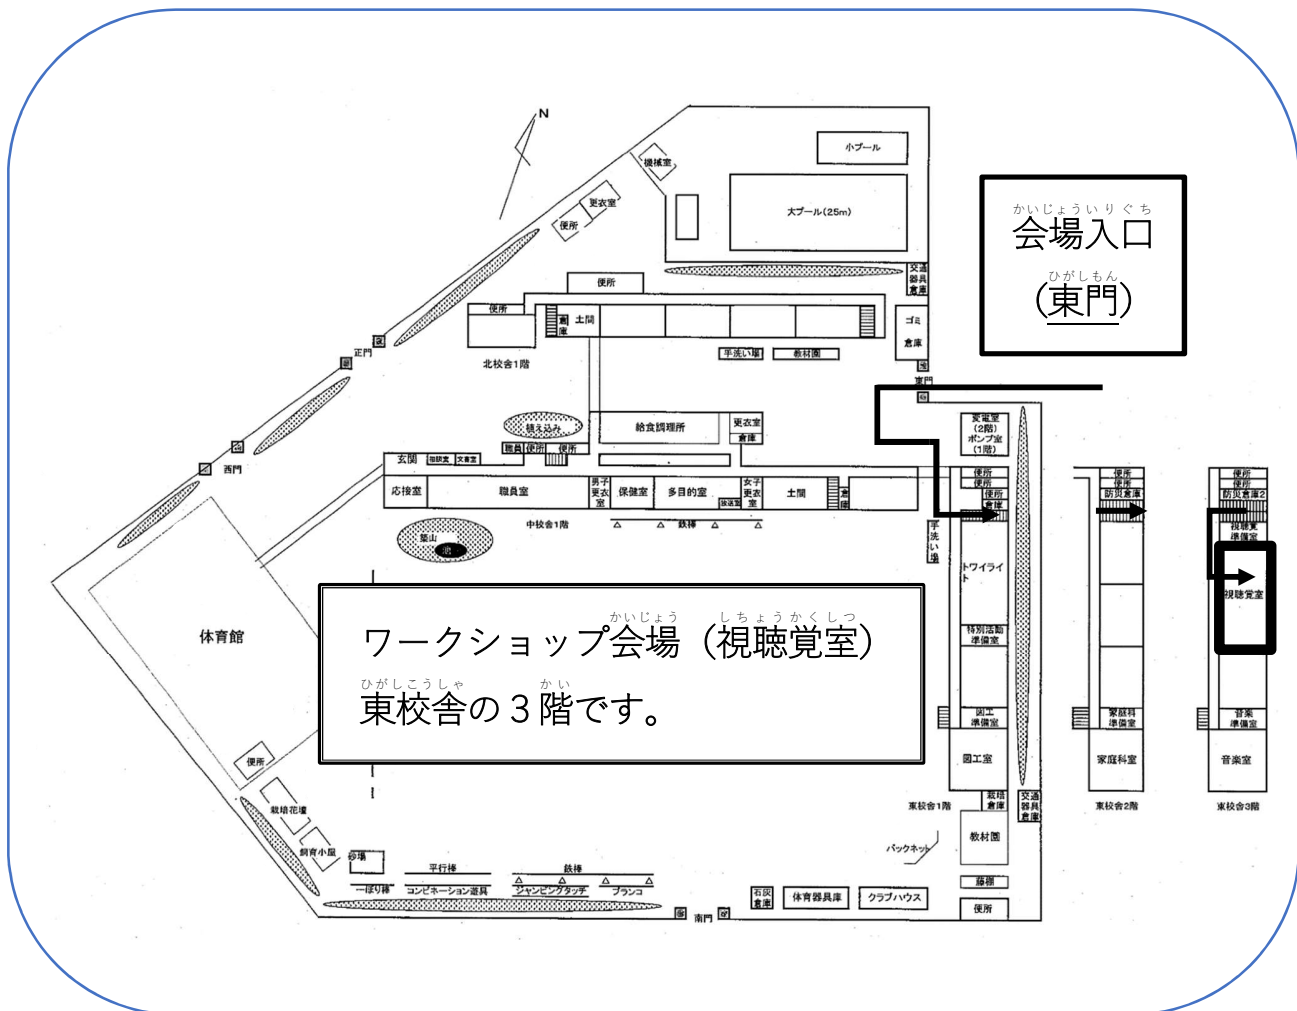 N
機械室
小プール
更衣室
大プール(25m)
便所
かいじょういりぐち
会場入口
ひがしもん
(東門)
交通
器具
倉庫
便所
便所
倉
庫
土間
ゴミ
倉庫
正門
北校舎1階
手洗い場
教材園
東門
植え込み
給食調理所
更衣室
倉庫
変電室
(2階)
ポンプ室
(1階)
玄関
相談室
文書室
職員
便所
便所
西門
応接室
職員室
男子
更衣
室
保健室
多目的室
放送室
女子
更衣
室
土間
倉
庫
便所
便所
便所
倉庫
便所
便所
防災倉庫1
便所
便所
防災倉庫2
視聴覚
準備室
視聴覚室
中校舎1階
鉄棒
手
洗
い
場
築山
池
トワイライ
ト
特別活動
準備室
体育館
ワークショップ会場（視聴覚室）
かいじょう
しちょうかくしつ
東校舎の３階です。
ひがしこうしゃ
かい
図工
準備室
家庭科
準備室
音楽
準備室
図工室
家庭科室
音楽室
便所
栽培花壇
飼育小屋
砂場
東校舎1階
栽培
倉庫
交通
器具
倉庫
東校舎2階
東校舎3階
バックネット
教材園
平行棒
鉄棒
一ぼり棒
コンビネーション遊具
ジャンピングタッチ
ブランコ
石灰
倉庫
体育器具庫
クラブハウス
藤棚
便所
南門